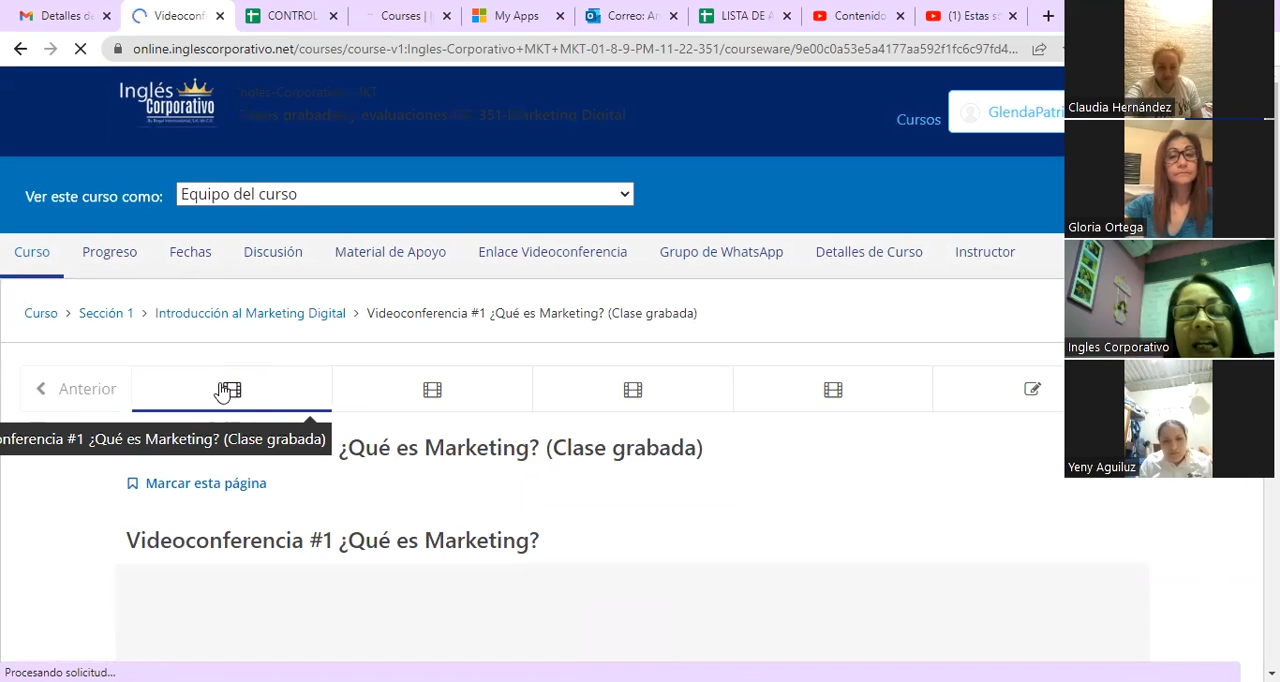 Detalles de
Videoconf
CONTROL
Courses |
My Apps
Correo: A
LISTA DE A
Contenido
(1) Estas s
online.inglescorporativo.net/courses/course-v1:Ingles-Corporativo+MKT+MKT-01-8-9-PM-11-22-351/courseware/9e00c0a53e5a4177aa592f1fc6c97fd4...
Inglés
Corporativo
Cursos
GlendaPatri
Ver este curso como:
Equipo del curso
Curso
Progreso
Fechas
Discusión
Material de Apoyo
Enlace Videoconferencia
Grupo de WhatsApp
Detalles de Curso
Instructor
Curso > Sección 1 > Introducción al Marketing Digital > Videoconferencia #1 ¿Qué es Marketing? (Clase grabada)
Anterior
onferencia #1 ¿Qué es Marketing? (Clase grabada)
¿Qué es Marketing? (Clase grabada)
Marcar esta página
Videoconferencia #1 ¿Qué es Marketing?
Procesando solicitud...
Claudia Hernández
Gloria Ortega
Ingles Corporativo
Yeny Aguiluz